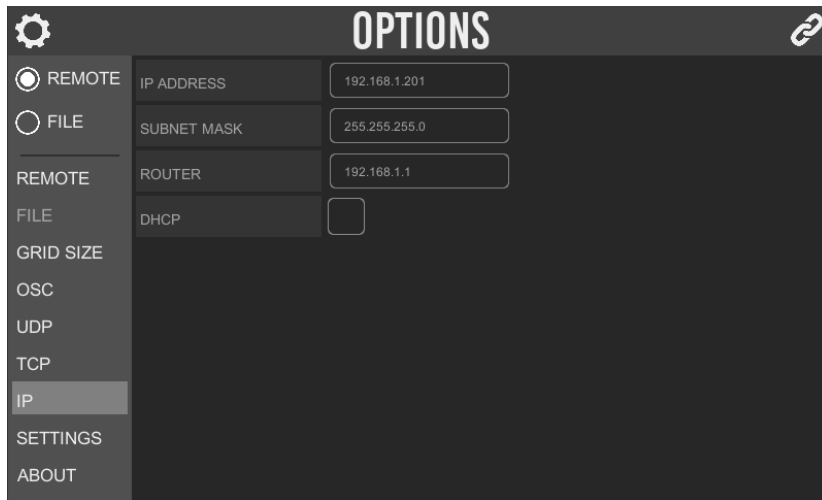 OPTIONS
REMOTE
FILE
REMOTE
FILE
GRID SIZE
OSC
UDP
TCP
IP
SETTINGS
ABOUT
IP ADDRESS 192.168.1.201
SUBNET MASK 255.255.255.0
ROUTER 192.168.1.1
DHCP